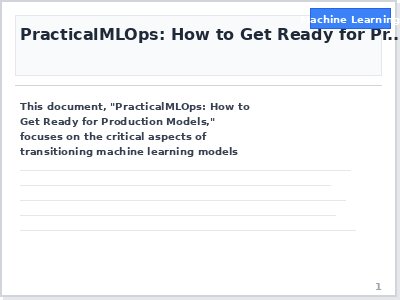 Machine Learning
PracticalMLOps: How to Get Ready for Pr...
This document, "PracticalMLOps: How to
Get Ready for Production Models,"
focuses on the critical aspects of
transitioning machine learning models
1